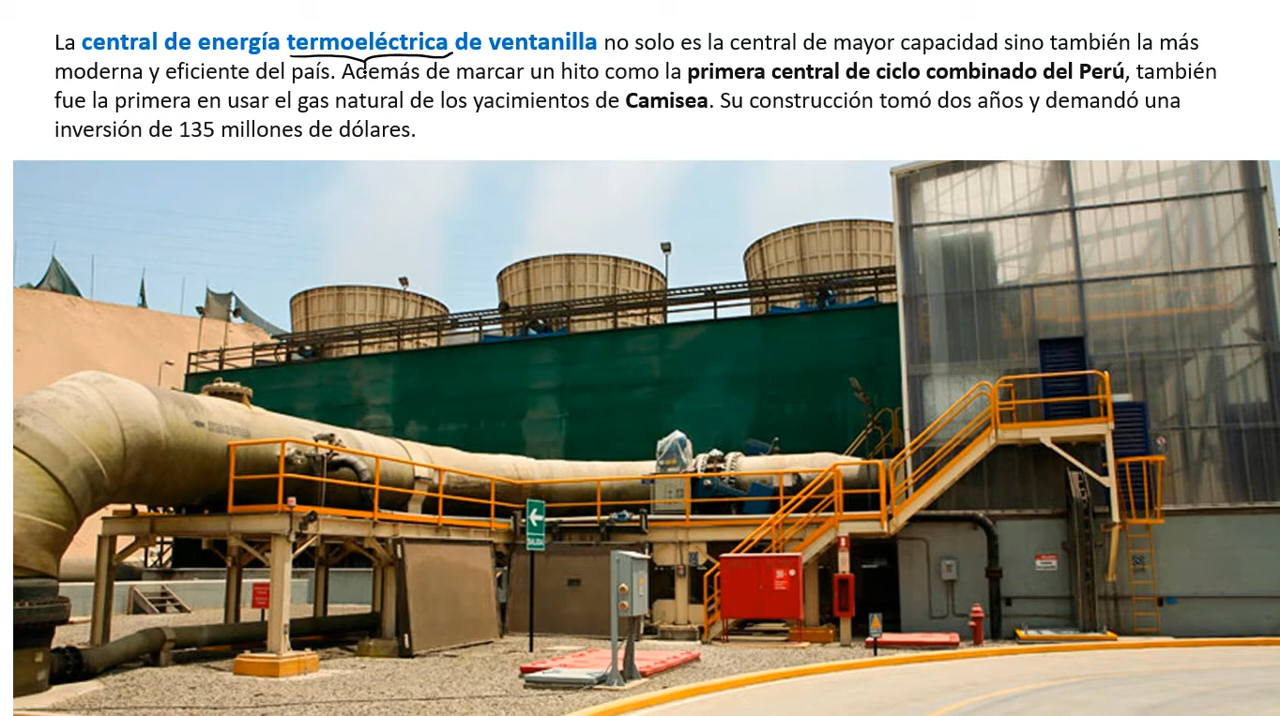 La central de energía termoeléctrica de ventanilla no solo es la central de mayor capacidad sino también la más
moderna y eficiente del país. Además de marcar un hito como la primera central de ciclo combinado del Perú, también
fue la primera en usar el gas natural de los yacimientos de Camisea. Su construcción tomó dos años y demandó una
inversión de 135 millones de dólares.
SALIDA